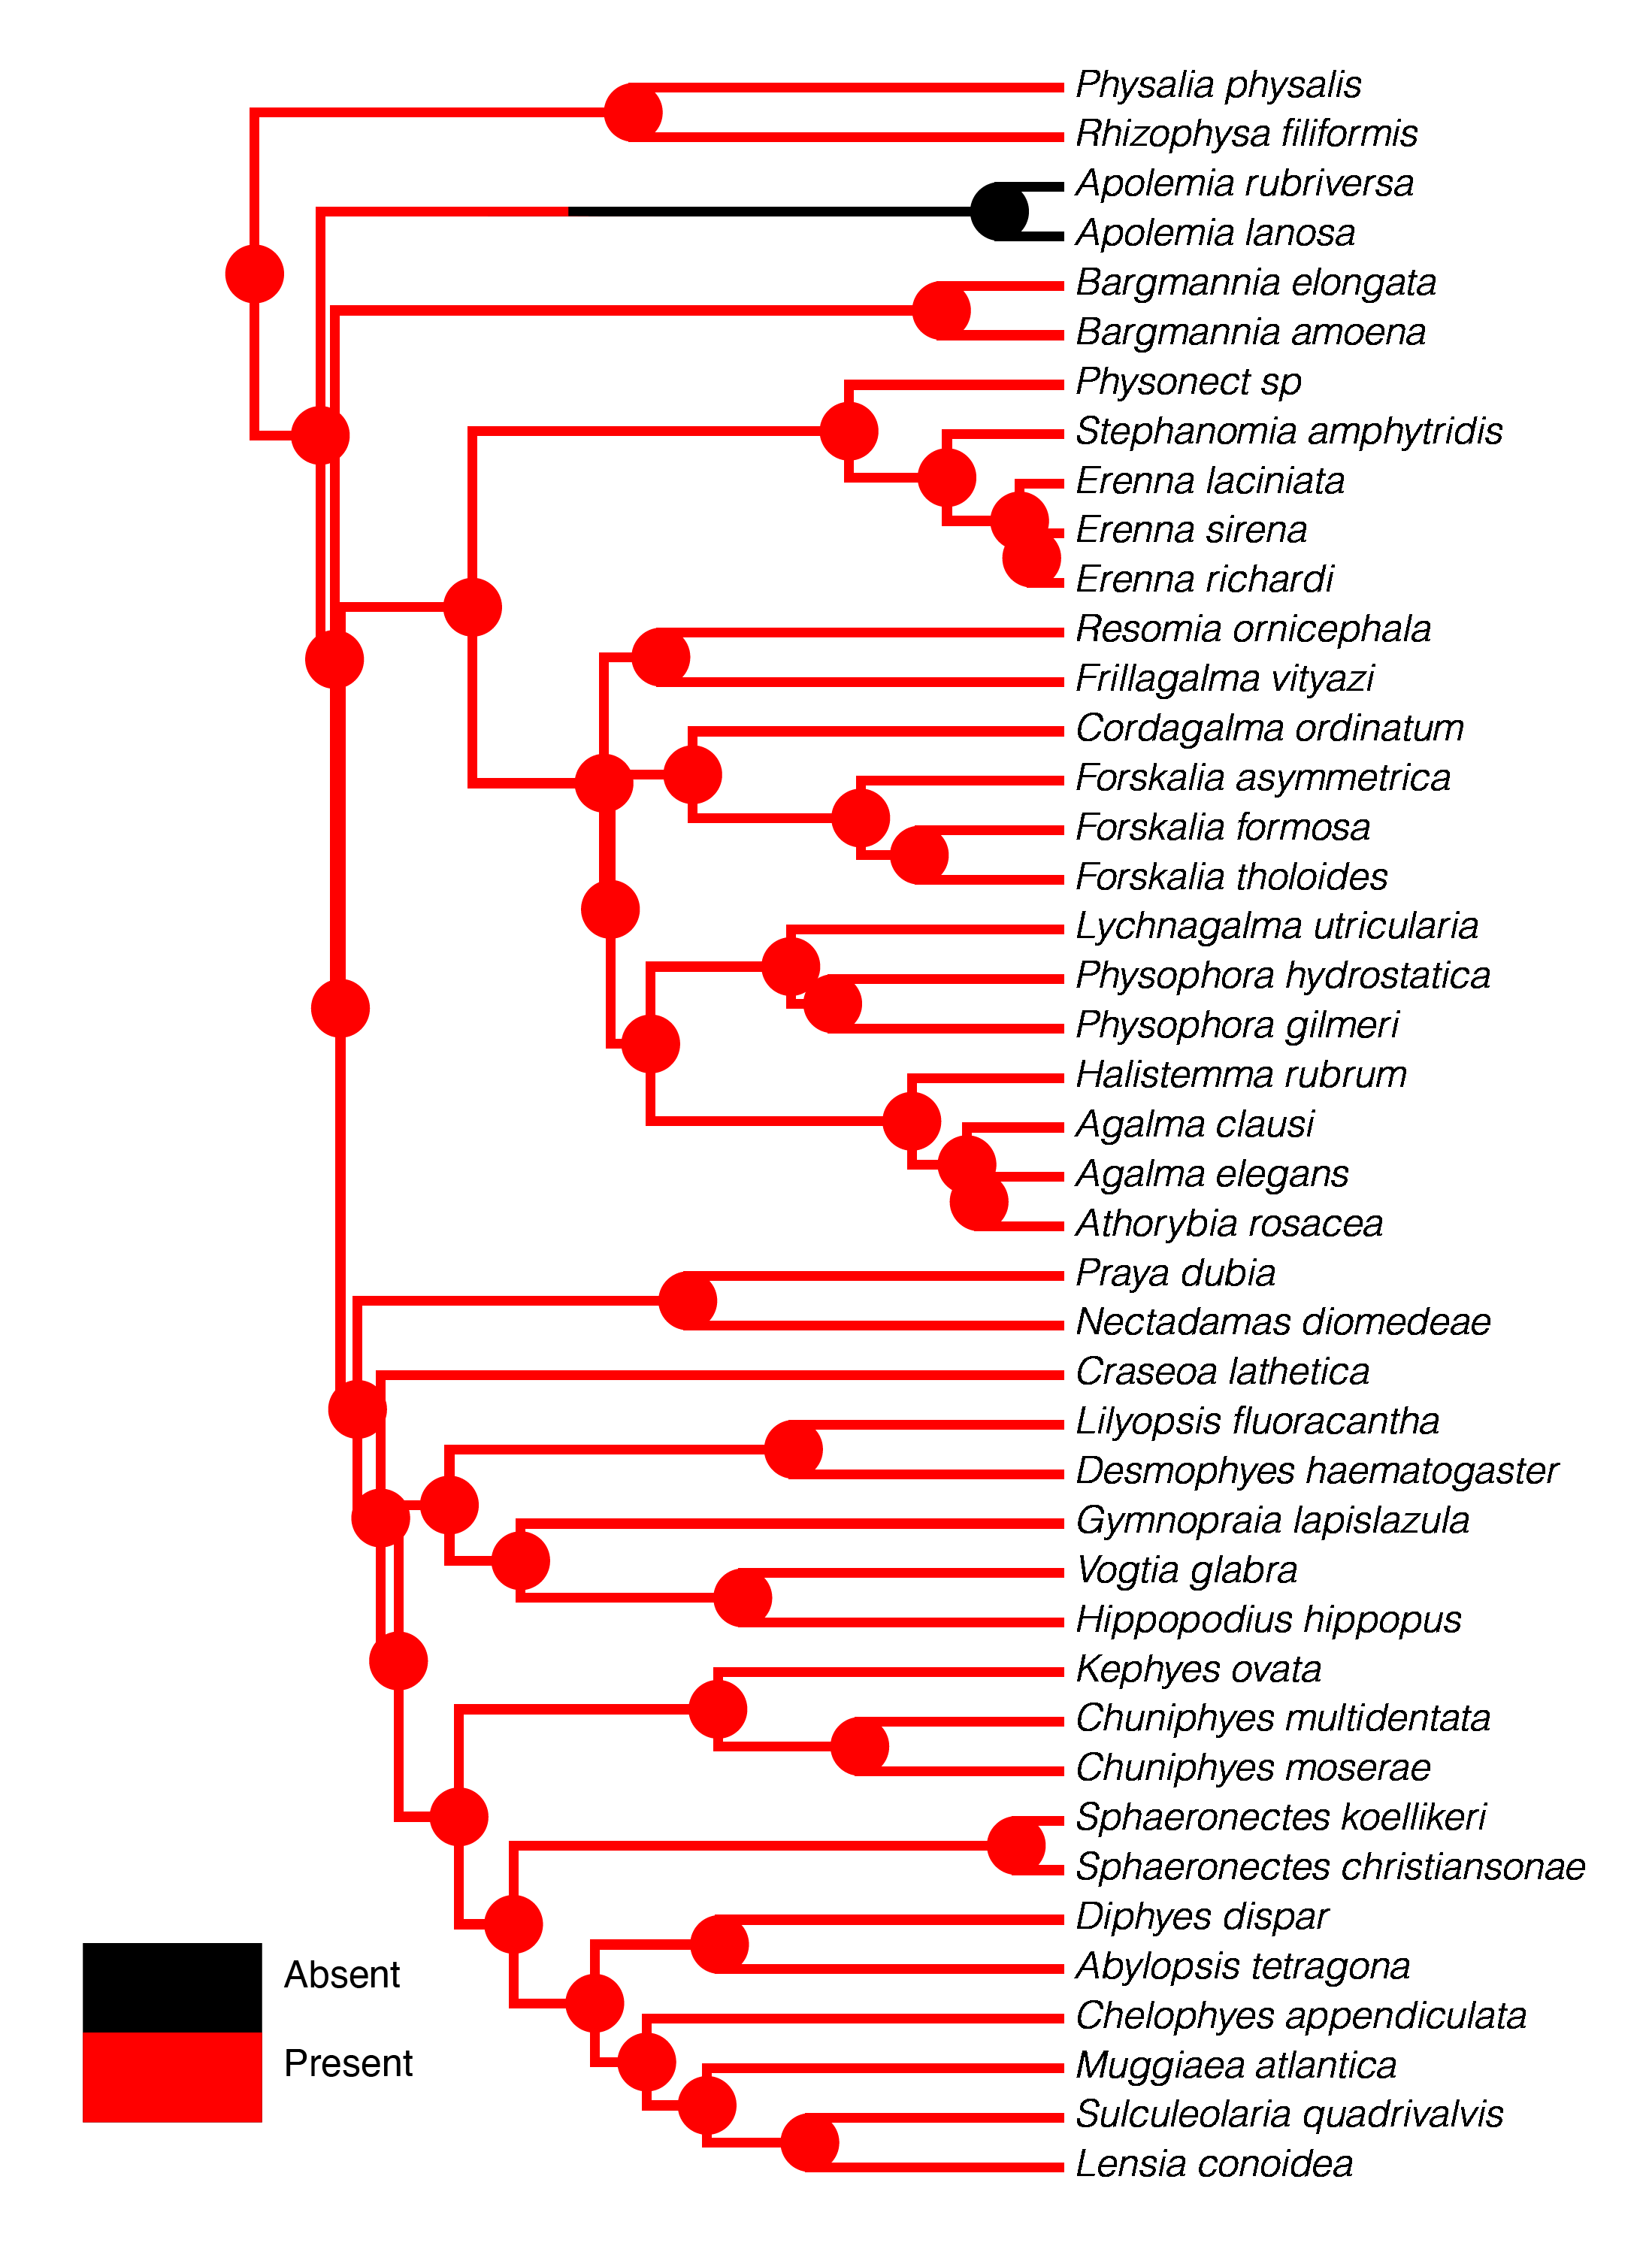 Physalia physalis
Rhizophysa filiformis
Apolemia rubriversa
Apolemia lanosa
Bargmannia elongata
Bargmannia amoena
Physonect sp
Stephanomia amphytridis
Erenna laciniata
Erenna sirena
Erenna richardi
Resomia ornicephala
Frillagalma vityazi
Cordagalma ordinatum
Forskalia asymmetrica
Forskalia formosa
Forskalia tholoides
Lychnagalma utricularia
Physophora hydrostatica
Physophora gilmeri
Halistemma rubrum
Agalma clausi
Agalma elegans
Athorybia rosacea
Praya dubia
Nectadamas diomedeae
Craseoa lathetica
Lilyopsis fluoracantha
Desmophyes haematogaster
Gymnopraia lapislazula
Vogtia glabra
Hippopodius hippopus
Kephyes ovata
Chuniphyes multidentata
Chuniphyes moserae
Sphaeronectes koellikeri
Sphaeronectes christiansonae
Diphyes dispar
Abylopsis tetragona
Chelophyes appendiculata
Muggiaea atlantica
Sulculeolaria quadrivalvis
Lensia conoidea
Absent
Present